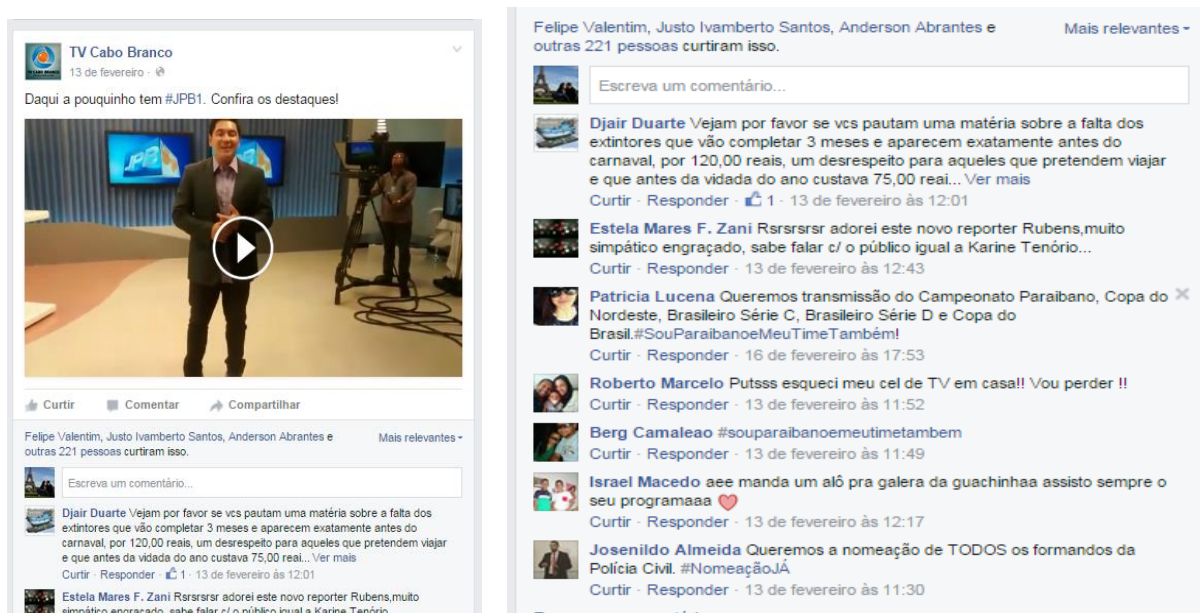 TV Cabo Branco
13 de fevereiro
Daqui a pouquinho tem #JPB1. Confira os destaques!
JPB
Curtir Comentar Compartilhar
Felipe Valentim, Justo Ivamberto Santos, Anderson Abrantes e
outras 221 pessoas curtiram isso.
Mais relevantes
Escreva um comentário...
Djair Duarte Vejam por favor se vcs pautam uma matéria sobre a falta dos
extintores que vão completar 3 meses e aparecem exatamente antes do
carnaval, por 120,00 reais, um desrespeito para aqueles que pretendem viajar
e que antes da vidada do ano custava 75,00 reai... Ver mais
Curtir · Responder · 1 · 13 de fevereiro às 12:01
Estela Mares F. Zani Rsrsrsrsr adorei este novo reporter Rubens,muito
simpático engraçado, sabe falar c/ o público igual a Karine Tenório
Felipe Valentim, Justo Ivamberto Santos, Anderson Abrantes e
outras 221 pessoas curtiram isso.
Mais relevantes
Escreva um comentário...
Djair Duarte Vejam por favor se vcs pautam uma matéria sobre a falta dos
extintores que vão completar 3 meses e aparecem exatamente antes do
carnaval, por 120,00 reais, um desrespeito para aqueles que pretendem viajar
e que antes da vidada do ano custava 75,00 reai... Ver mais
Curtir · Responder · 1 · 13 de fevereiro às 12:01
Estela Mares F. Zani Rsrsrsrsr adorei este novo reporter Rubens,muito
simpático engraçado, sabe falar c/ o público igual a Karine Tenório...
Curtir · Responder · 13 de fevereiro às 12:43
Patricia Lucena Queremos transmissão do Campeonato Paraibano, Copa do
Nordeste, Brasileiro Série C, Brasileiro Série D e Copa do
Brasil.#SouParaibanoeMeuTimeTambém!
Curtir · Responder · 16 de fevereiro às 17:53
Roberto Marcelo Putsss esqueci meu cel de TV em casa!! Vou perder !!
Curtir · Responder · 13 de fevereiro às 11:52
Berg Camaleao #souparaibanoemeutimetambem
Curtir · Responder · 13 de fevereiro às 11:49
Israel Macedo aee manda um alô pra galera da guachinhaa assisto sempre o
seu programaaa
Curtir · Responder · 13 de fevereiro às 12:17
Josenildo Almeida Queremos a nomeação de TODOS os formandos da
Polícia Civil. #NomeaçãoJÁ
Curtir · Responder · 13 de fevereiro às 11:30